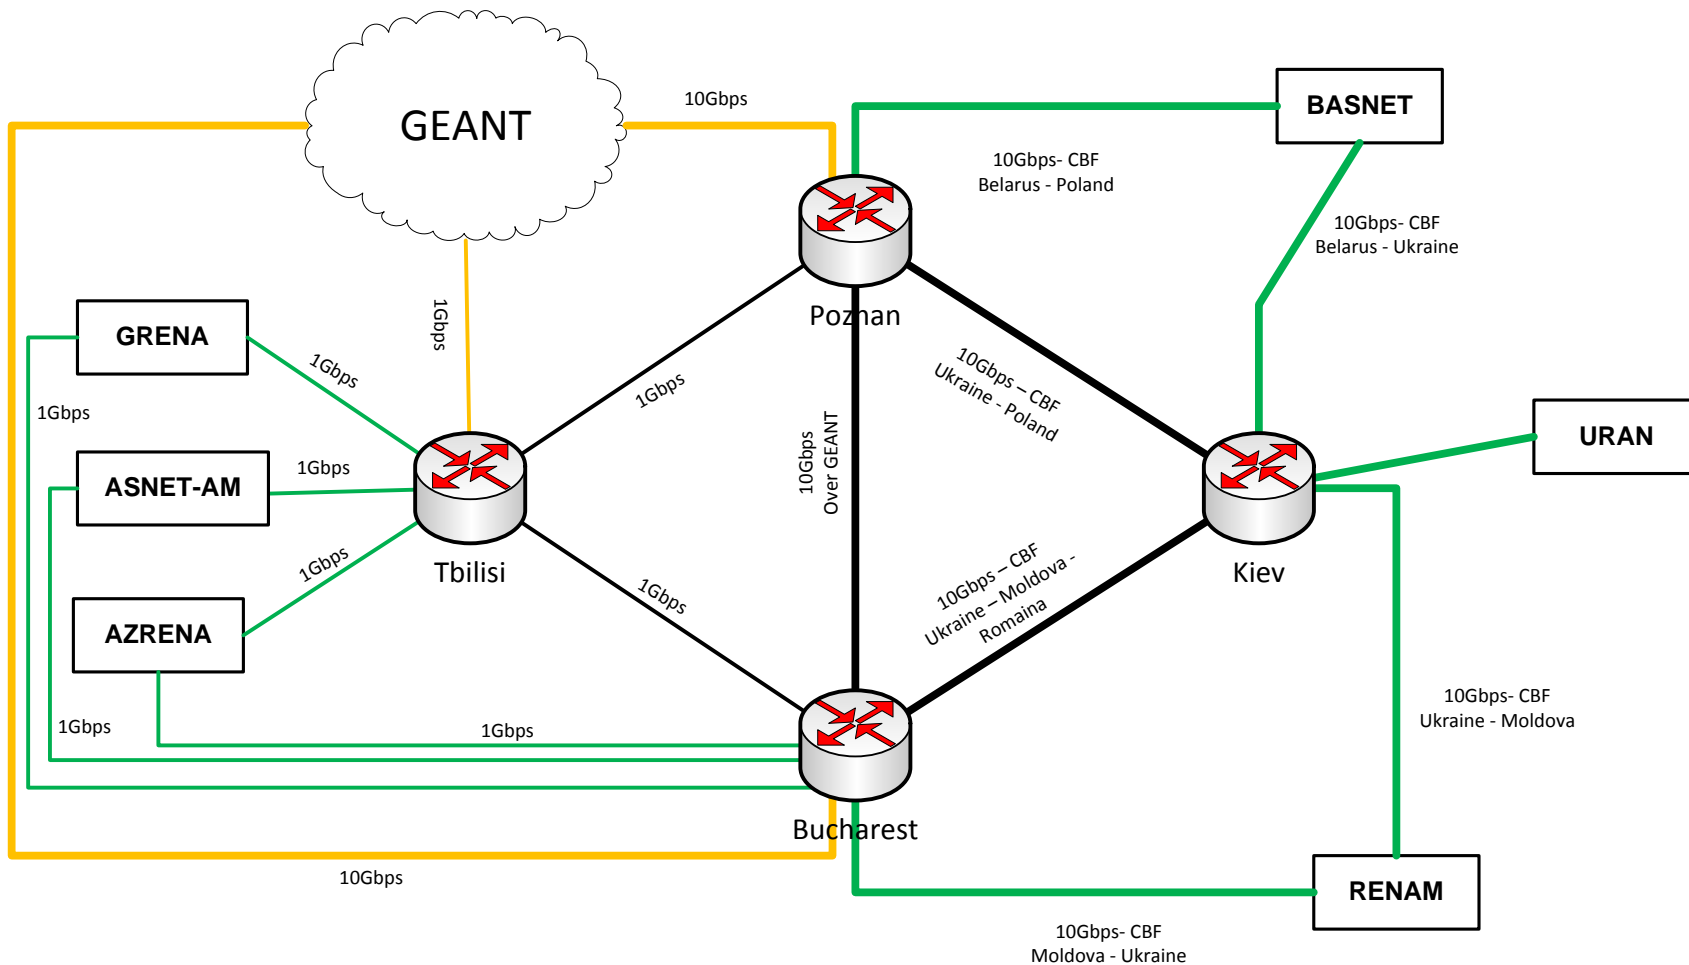 GEANT
10Gbps
BASNET
10Gbps- CBF
Belarus - Poland
10Gbps- CBF
Belarus - Ukraine
1Gbps
Poznan
GRENA
1Gbps
1Gbps
1Gbps
10Gbps – CBF
Ukraine - Poland
10Gbps
Over GEANT
URAN
ASNET-AM
1Gbps
Tbilisi
Kiev
AZRENA
1Gbps
1Gbps
10Gbps – CBF
Ukraine – Moldova -
Romaina
1Gbps
1Gbps
10Gbps- CBF
Ukraine - Moldova
Bucharest
10Gbps
RENAM
10Gbps- CBF
Moldova - Ukraine